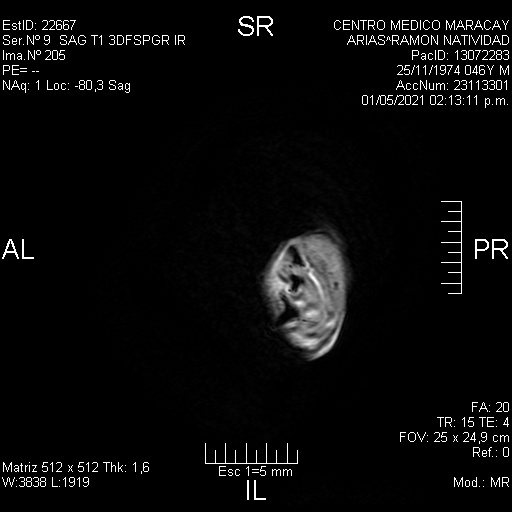 EstID: 22667
Ser.Nº 9 SAG T1 3DFSPGR IR
Ima.Nº 205
PE= --
NAq: 1 Loc: -80,3 Sag
SR
CENTRO MEDICO MARACAY
ARIAS^RAMON NATIVIDAD
PacID: 13072283
25/11/1974 046Y M
AccNum: 23113301
01/05/2021 02:13:11 p.m.
AL
PR
FA: 20
TR: 15 TE: 4
FOV: 25 x 24,9 cm
Ref.: 0
Matriz 512 x 512 Thk: 1,6
W:3838 L:1919
Esc 1=5 mm
IL
Mod.: MR